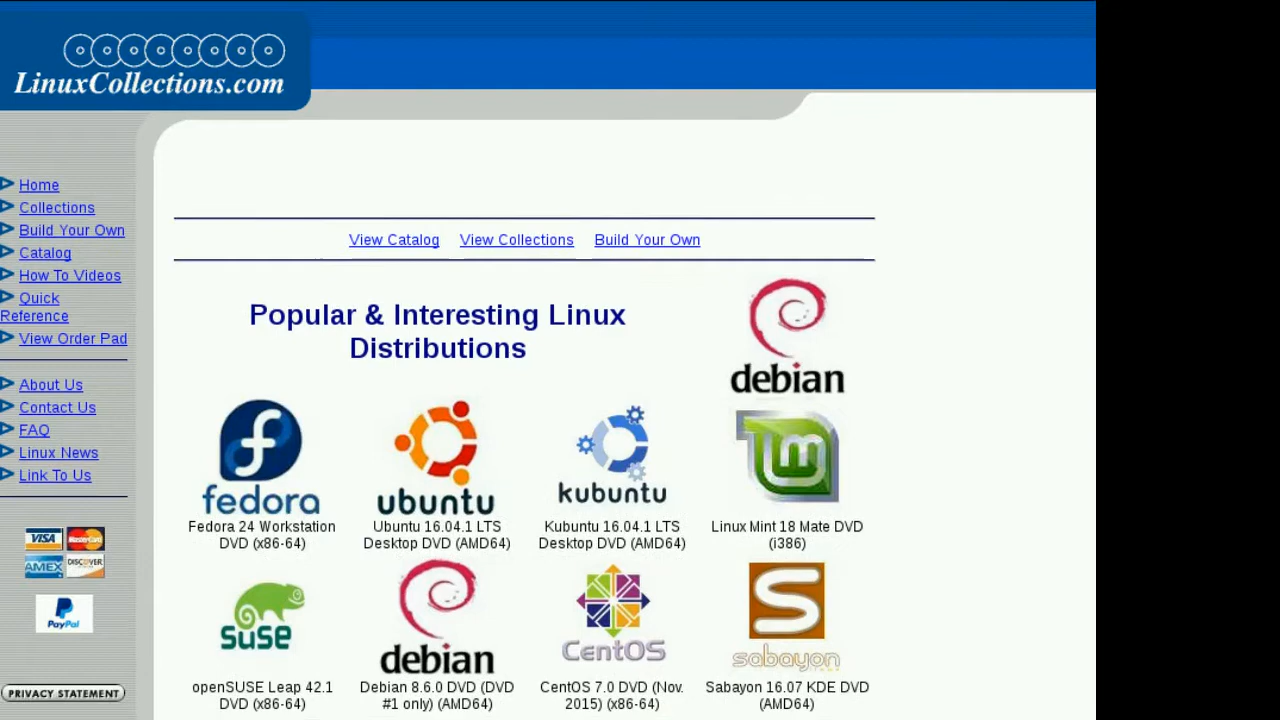 LinuxCollections.com
Home
Collections
Build Your Own
Catalog
How To Videos
Quick
Reference
View Order Pad
About Us
Contact Us
FAQ
Linux News
Link To Us
VISA MasterCard
AMEX DISCOVER
PayPal
PRIVACY STATEMENT
View Catalog View Collections Build Your Own
Popular & Interesting Linux
Distributions
debian
fedora
ubuntu
kubuntu
Fedora 24 Workstation
DVD (x86-64)
Ubuntu 16.04.1 LTS
Desktop DVD (AMD64)
Kubuntu 16.04.1 LTS
Desktop DVD (AMD64)
Linux Mint 18 Mate DVD
(i386)
suse
debian
CentOS
sabayon
openSUSE Leap 42.1
DVD (x86-64)
Debian 8.6.0 DVD (DVD
#1 only) (AMD64)
CentOS 7.0 DVD (Nov.
2015) (x86-64)
Sabayon 16.07 KDE DVD
(AMD64)